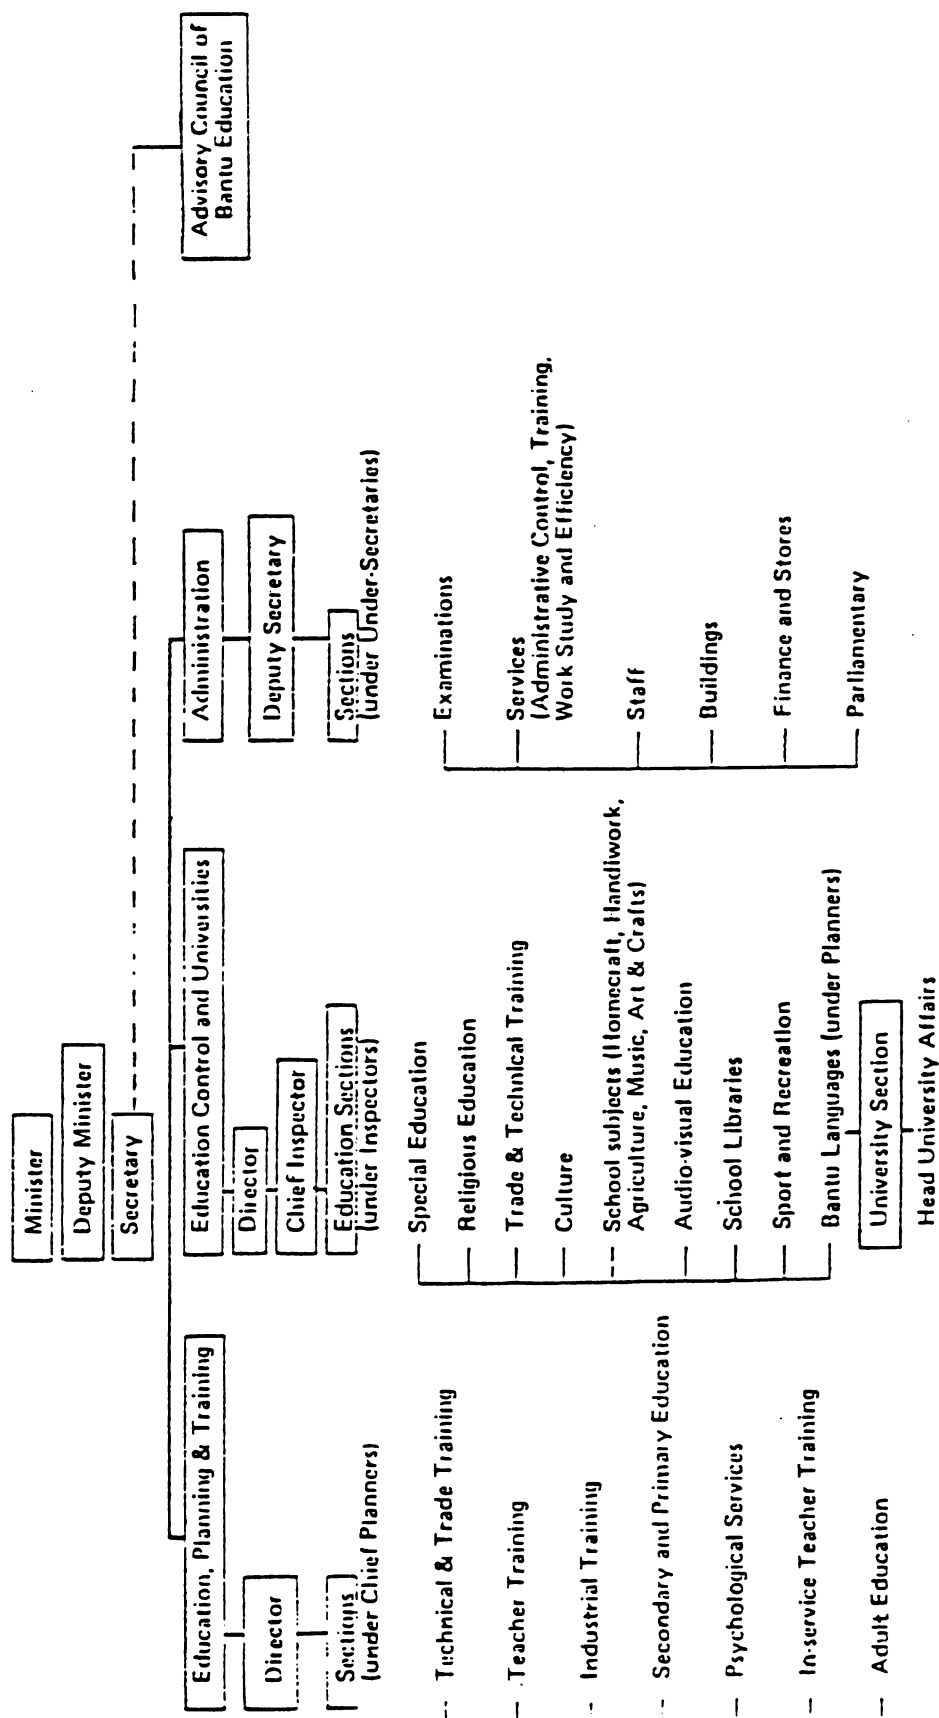 Minister
Deputy Minister
Secretary
Advisory Council of
Bantu Education
Education, Planning & Training
Director
Sections
(under Chief Planners)
Technical & Trade Training
Teacher Training
Industrial Training
Secondary and Primary Education
Psychological Services
In-service Teacher Training
Adult Education
Education Control and Universities
Director
Chief Inspector
Education Sections
(under Inspectors)
Special Education
Religious Education
Trade & Technical Training
Culture
School subjects (Homecraft, Handiwork,
Agriculture, Music, Art & Crafts)
Audio-visual Education
School Libraries
Sport and Recreation
Bantu Languages (under Planners)
University Section
Head University Affairs
Administration
Deputy Secretary
Sections
(under Under-Secretaries)
Examinations
Services
(Administrative Control, Training,
Work Study and Efficiency)
Staff
Buildings
Finance and Stores
Parliamentary